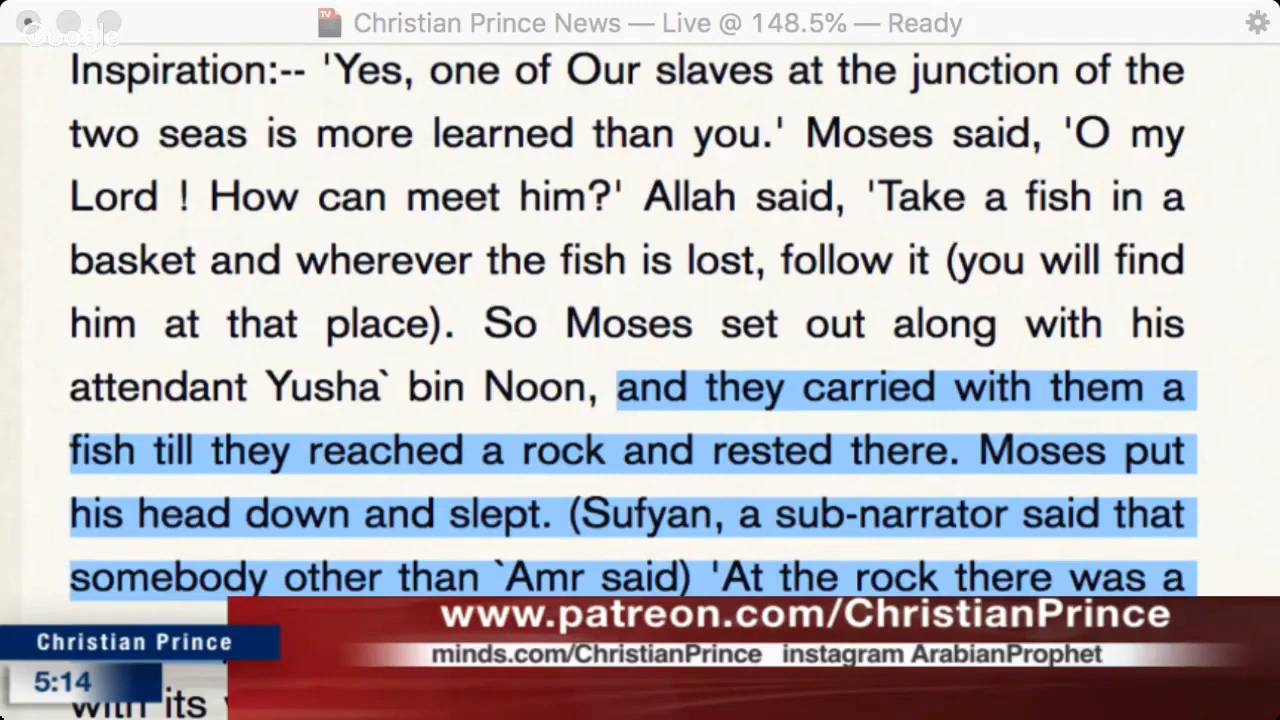 Christian Prince News — Live @ 148.5% — Ready
Google
Inspiration:-- 'Yes, one of Our slaves at the junction of the
two seas is more learned than you.' Moses said, 'O my
Lord ! How can meet him?' Allah said, 'Take a fish in a
basket and wherever the fish is lost, follow it (you will find
him at that place). So Moses set out along with his
attendant Yusha` bin Noon, and they carried with them a
fish till they reached a rock and rested there. Moses put
his head down and slept. (Sufyan, a sub-narrator said that
somebody other than `Amr said) 'At the rock there was a
www.patreon.com/ChristianPrince
Christian Prince
minds.com/ChristianPrince instagram ArabianProphet
5:14
with its